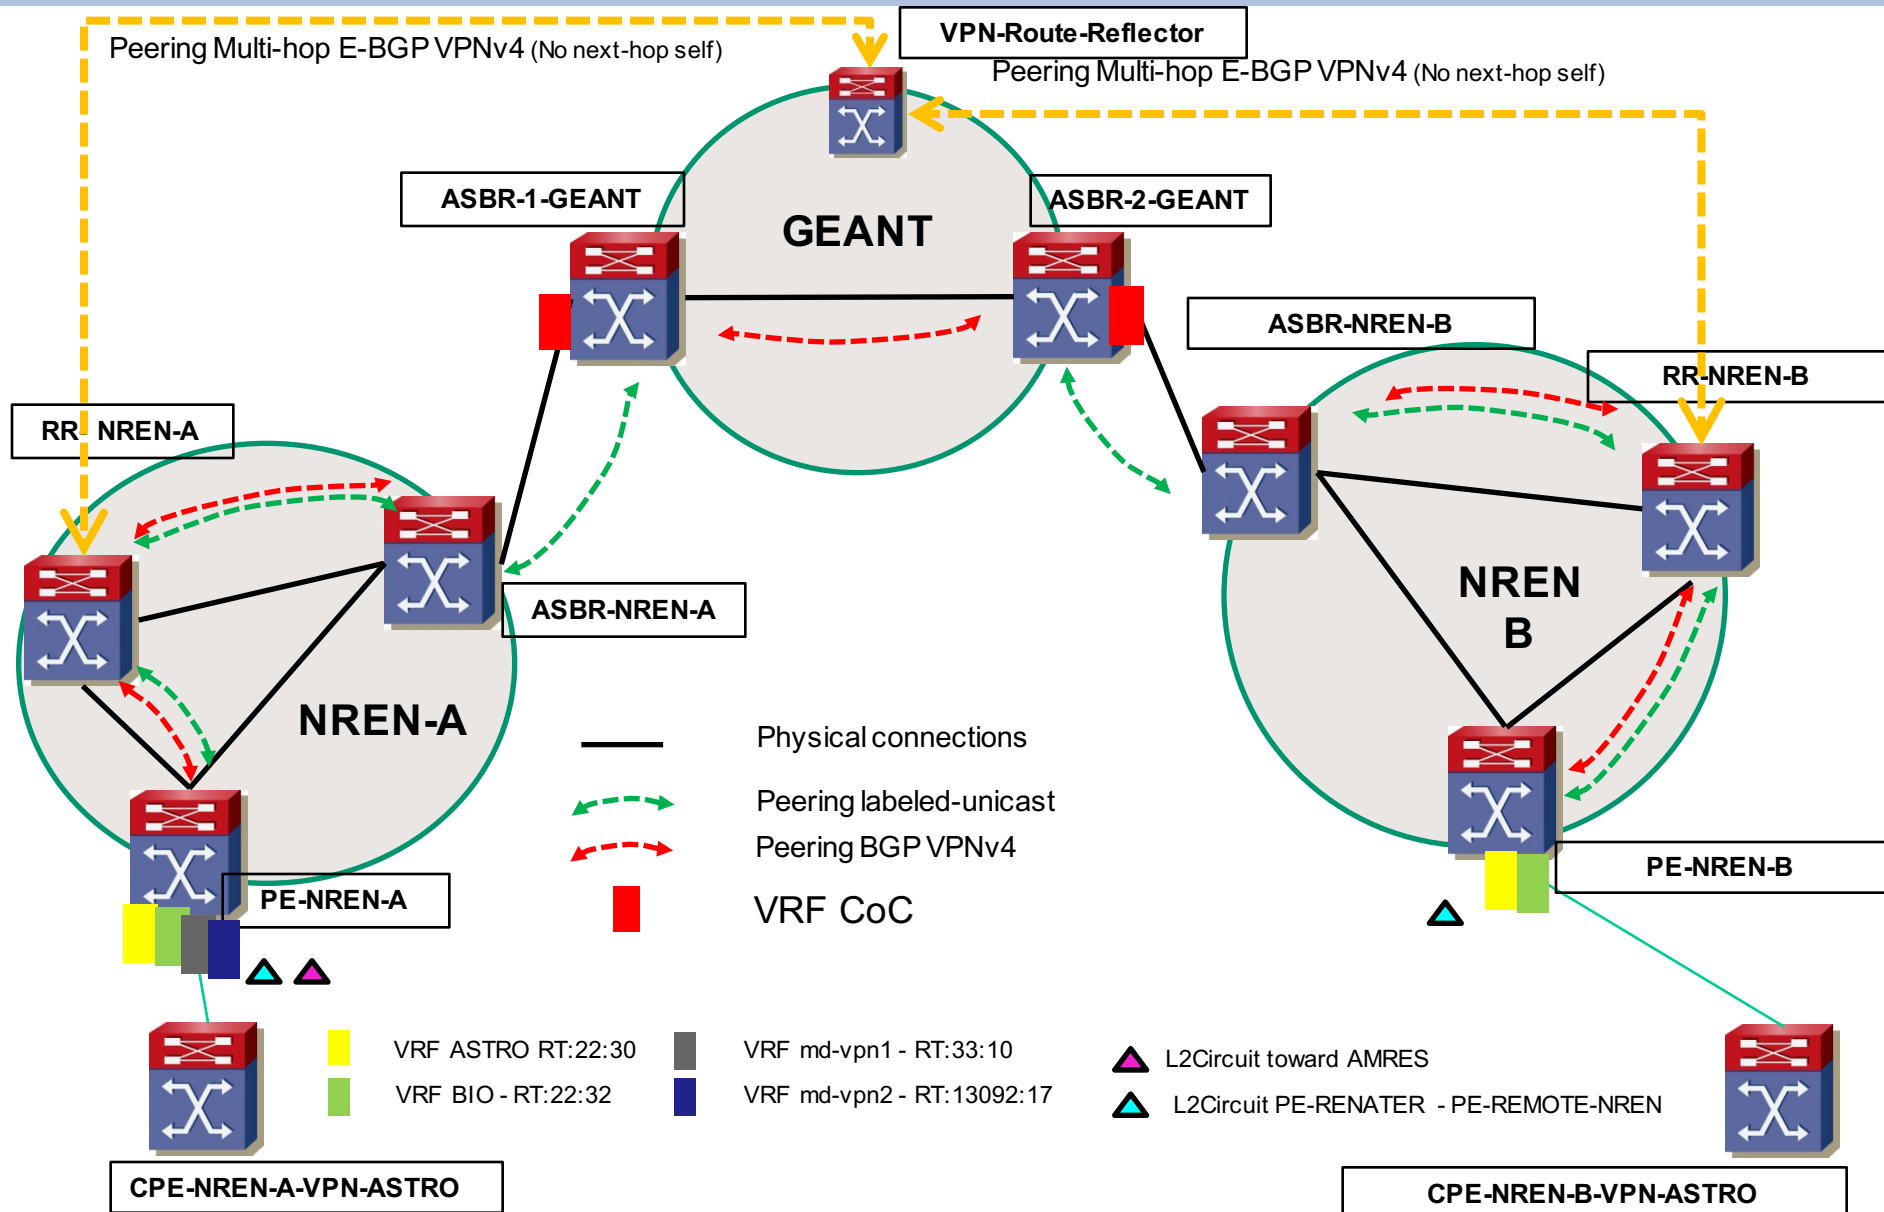 VPN-Route-Reflector
Peering Multi-hop E-BGP VPNv4 (No next-hop self)
Peering Multi-hop E-BGP VPNv4 (No next-hop self)
ASBR-1-GEANT
ASBR-2-GEANT
GEANT
ASBR-NREN-B
RR-NREN-B
RR- NREN-A
NREN
B
ASBR-NREN-A
NREN-A
Physical connections
Peering labeled-unicast
Peering BGP VPNv4
VRF CoC
PE-NREN-A
PE-NREN-B
VRF ASTRO RT:22:30
VRF md-vpn1 - RT:33:10
L2Circuit toward AMRES
VRF BIO - RT:22:32
VRF md-vpn2 - RT:13092:17
L2Circuit PE-RENATER - PE-REMOTE-NREN
CPE-NREN-A-VPN-ASTRO
CPE-NREN-B-VPN-ASTRO